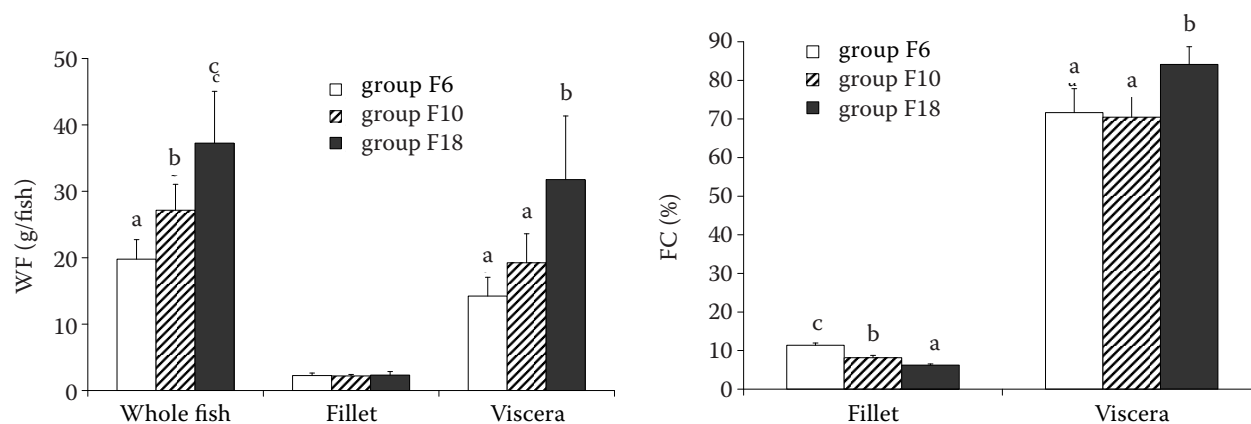 50
40
30
20
10
0
WF (g/fish)
group F6
group F10
group F18
a
b
c
c
a
a
b
Whole fish
Fillet
Viscera
90
80
70
60
50
40
30
20
10
0
FC (%)
group F6
group F10
group F18
c
b
a
a
a
b
Fillet
Viscera